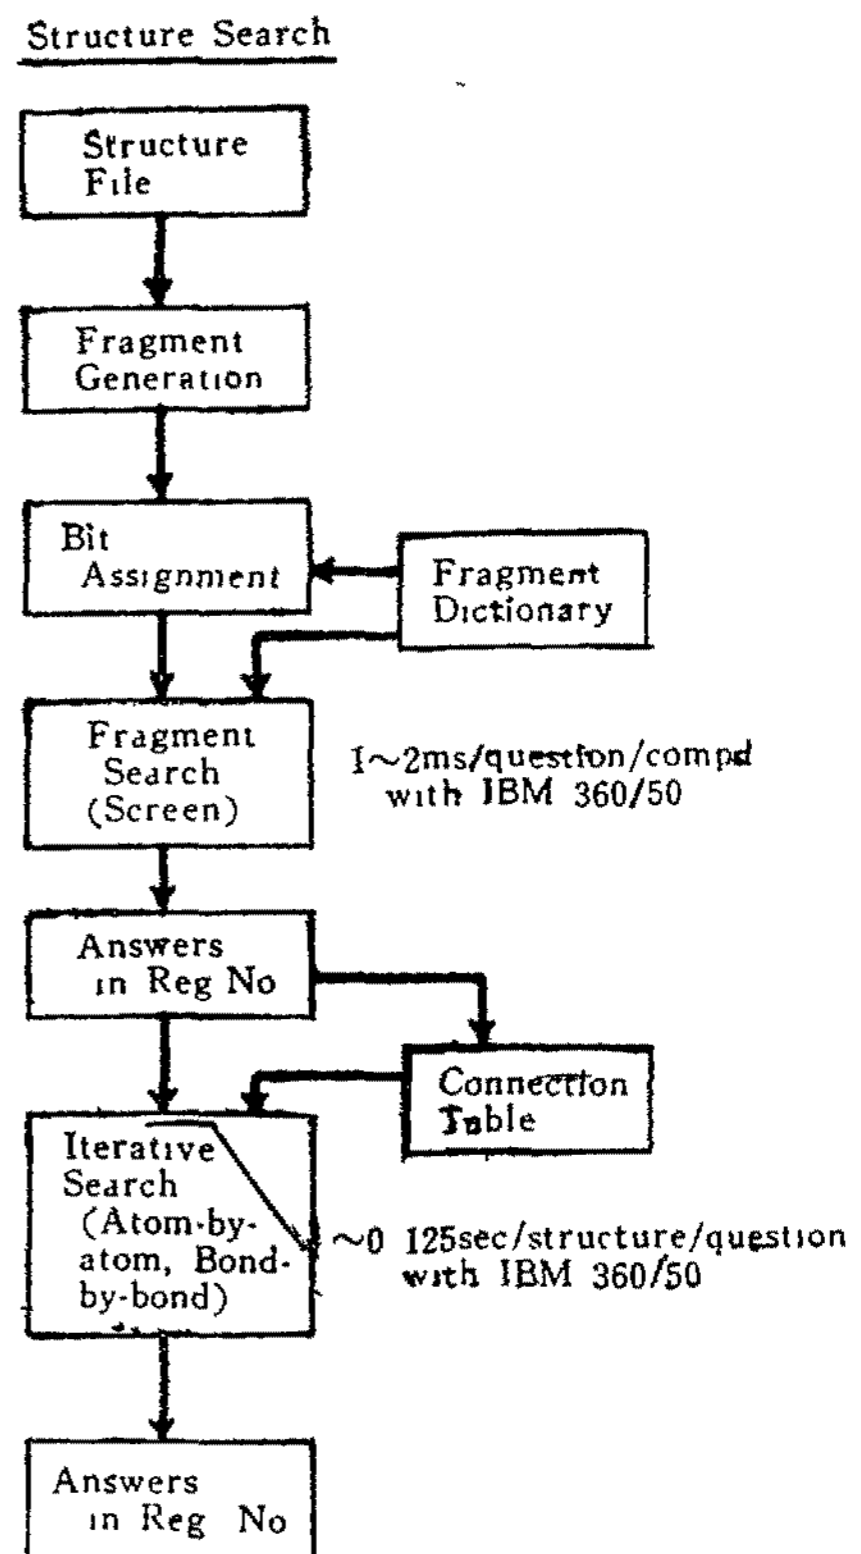 Structure Search
Structure
File
Fragment
Generation
Bit
Assignment
Fragment
Dictionary
Fragment
Search
(Screen)
1~2ms/question/compd
with IBM 360/50
Answers
in Reg No
Connection
Table
Iterative
Search
(Atom-by-
atom, Bond-
by-bond)
~0 125sec/structure/question
with IBM 360/50
Answers
in Reg No